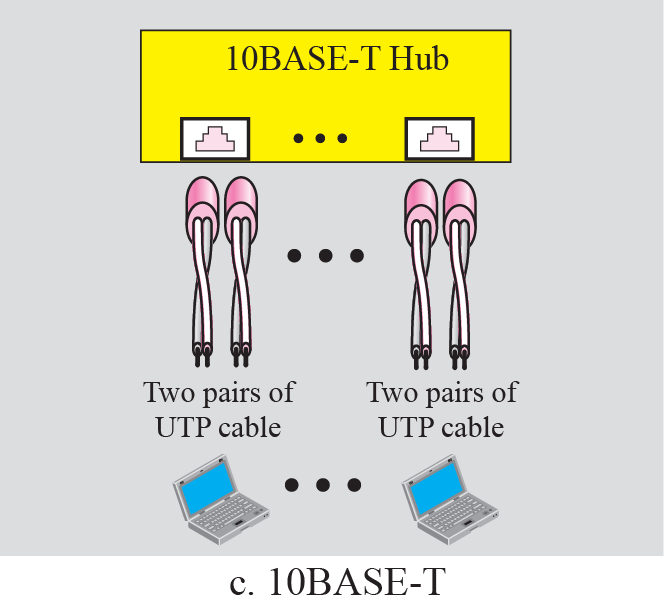 10BASE-T Hub
Two pairs of
UTP cable
Two pairs of
UTP cable
c. 10BASE-T